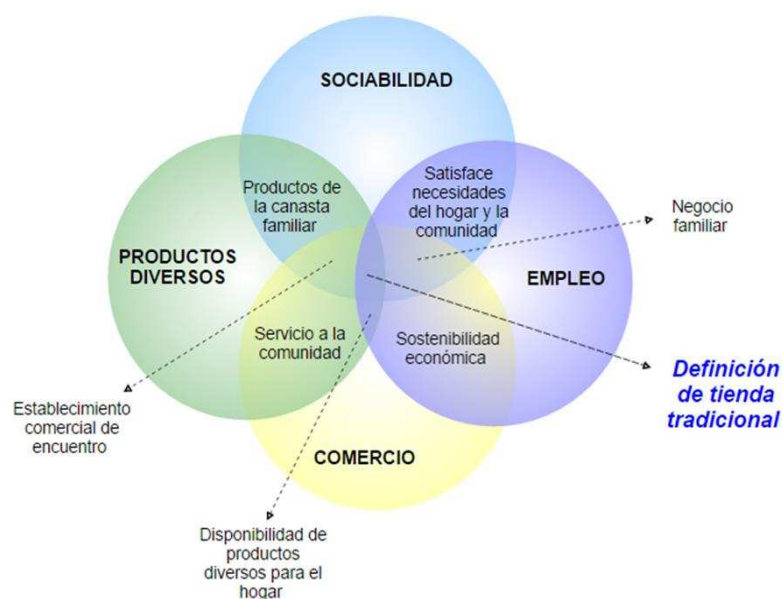 SOCIABILIDAD
Productos de
la canasta
familiar
Satisface
necesidades
del hogar y la
comunidad
Negocio
familiar
PRODUCTOS
DIVERSOS
EMPLEO
Servicio a la
comunidad
Sostenibilidad
económica
Definición
de tienda
tradicional
Establecimiento
comercial de
encuentro
COMERCIO
Disponibilidad de
productos
diversos para el
hogar